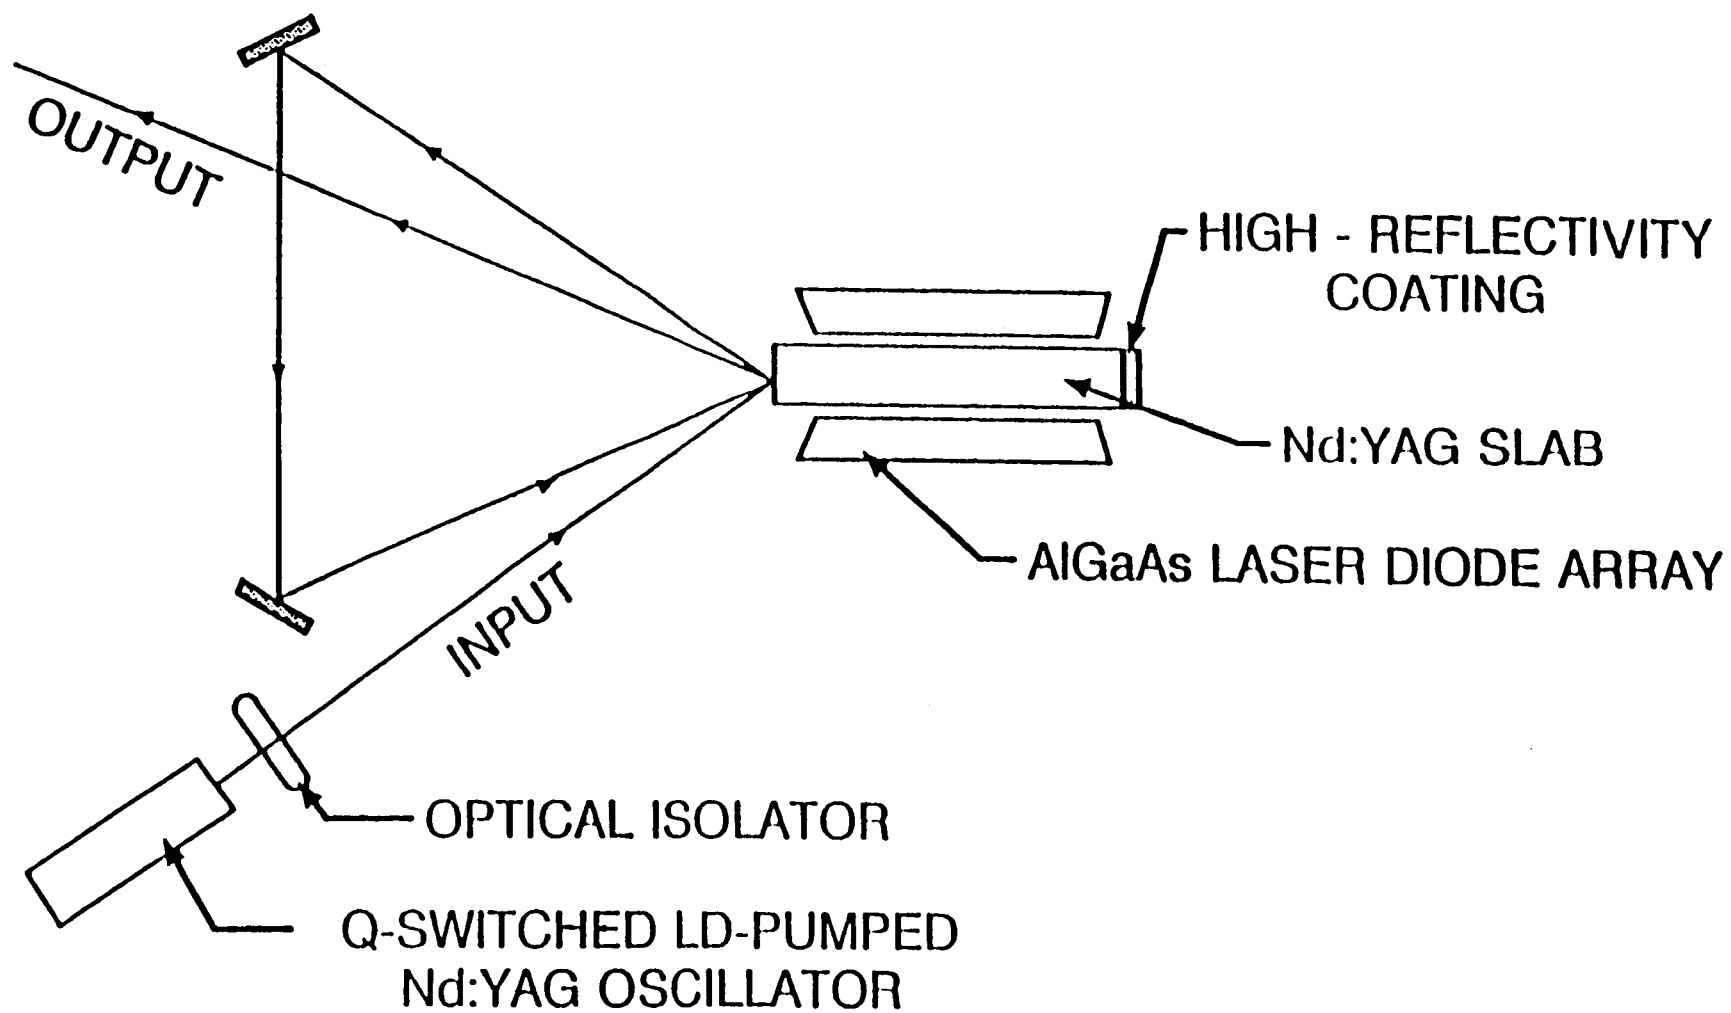 OUTPUT
HIGH - REFLECTIVITY
COATING
Nd:YAG SLAB
AlGaAs LASER DIODE ARRAY
INPUT
OPTICAL ISOLATOR
Q-SWITCHED LD-PUMPED
Nd:YAG OSCILLATOR